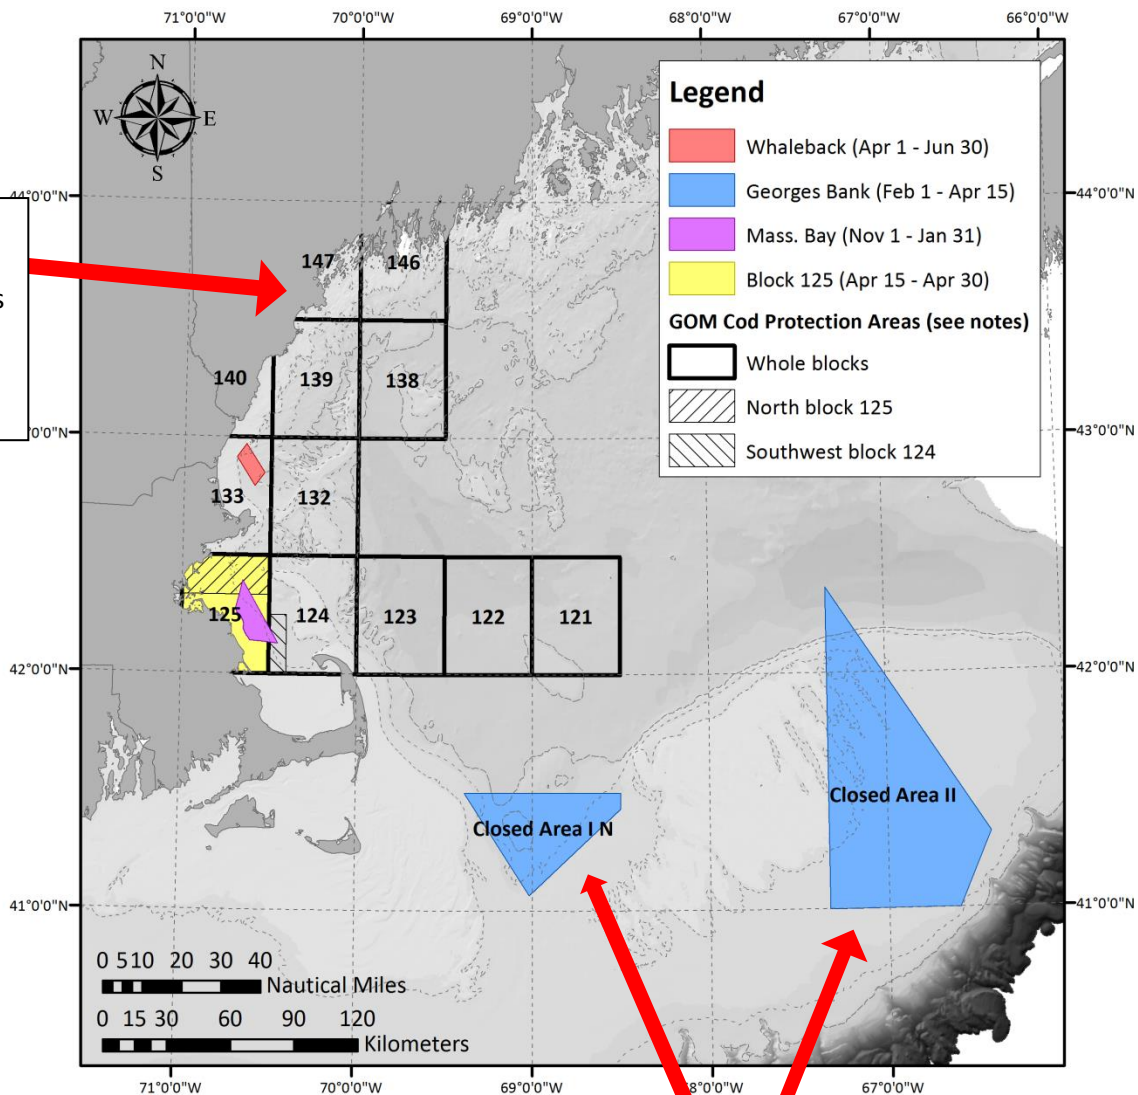 71°0'0"W 70°0'0"W 69°0'0"W 68°0'0"W 67°0'0"W 66°0'0"W
N
W E
S
Legend
Whaleback (Apr 1 - Jun 30)
Georges Bank (Feb 1 - Apr 15)
Mass. Bay (Nov 1 - Jan 31)
Block 125 (Apr 15 - Apr 30)
GOM Cod Protection Areas (see notes)
Whole blocks
North block 125
Southwest block 124
44°0'0"N 44°0'0"N
s
147 146
140 139 138
0'0"N 43°0'0"N
133 132
125 124 123 122 121
42°0'0"N 42°0'0"N
Closed Area II
Closed Area I N
41°0'0"N 41°0'0"N
0 5 10 20 30 40
Nautical Miles
0 15 30 60 90 120
Kilometers
71°0'0"W 70°0'0"W 69°0'0"W 8°0'0"W 67°0'0"W